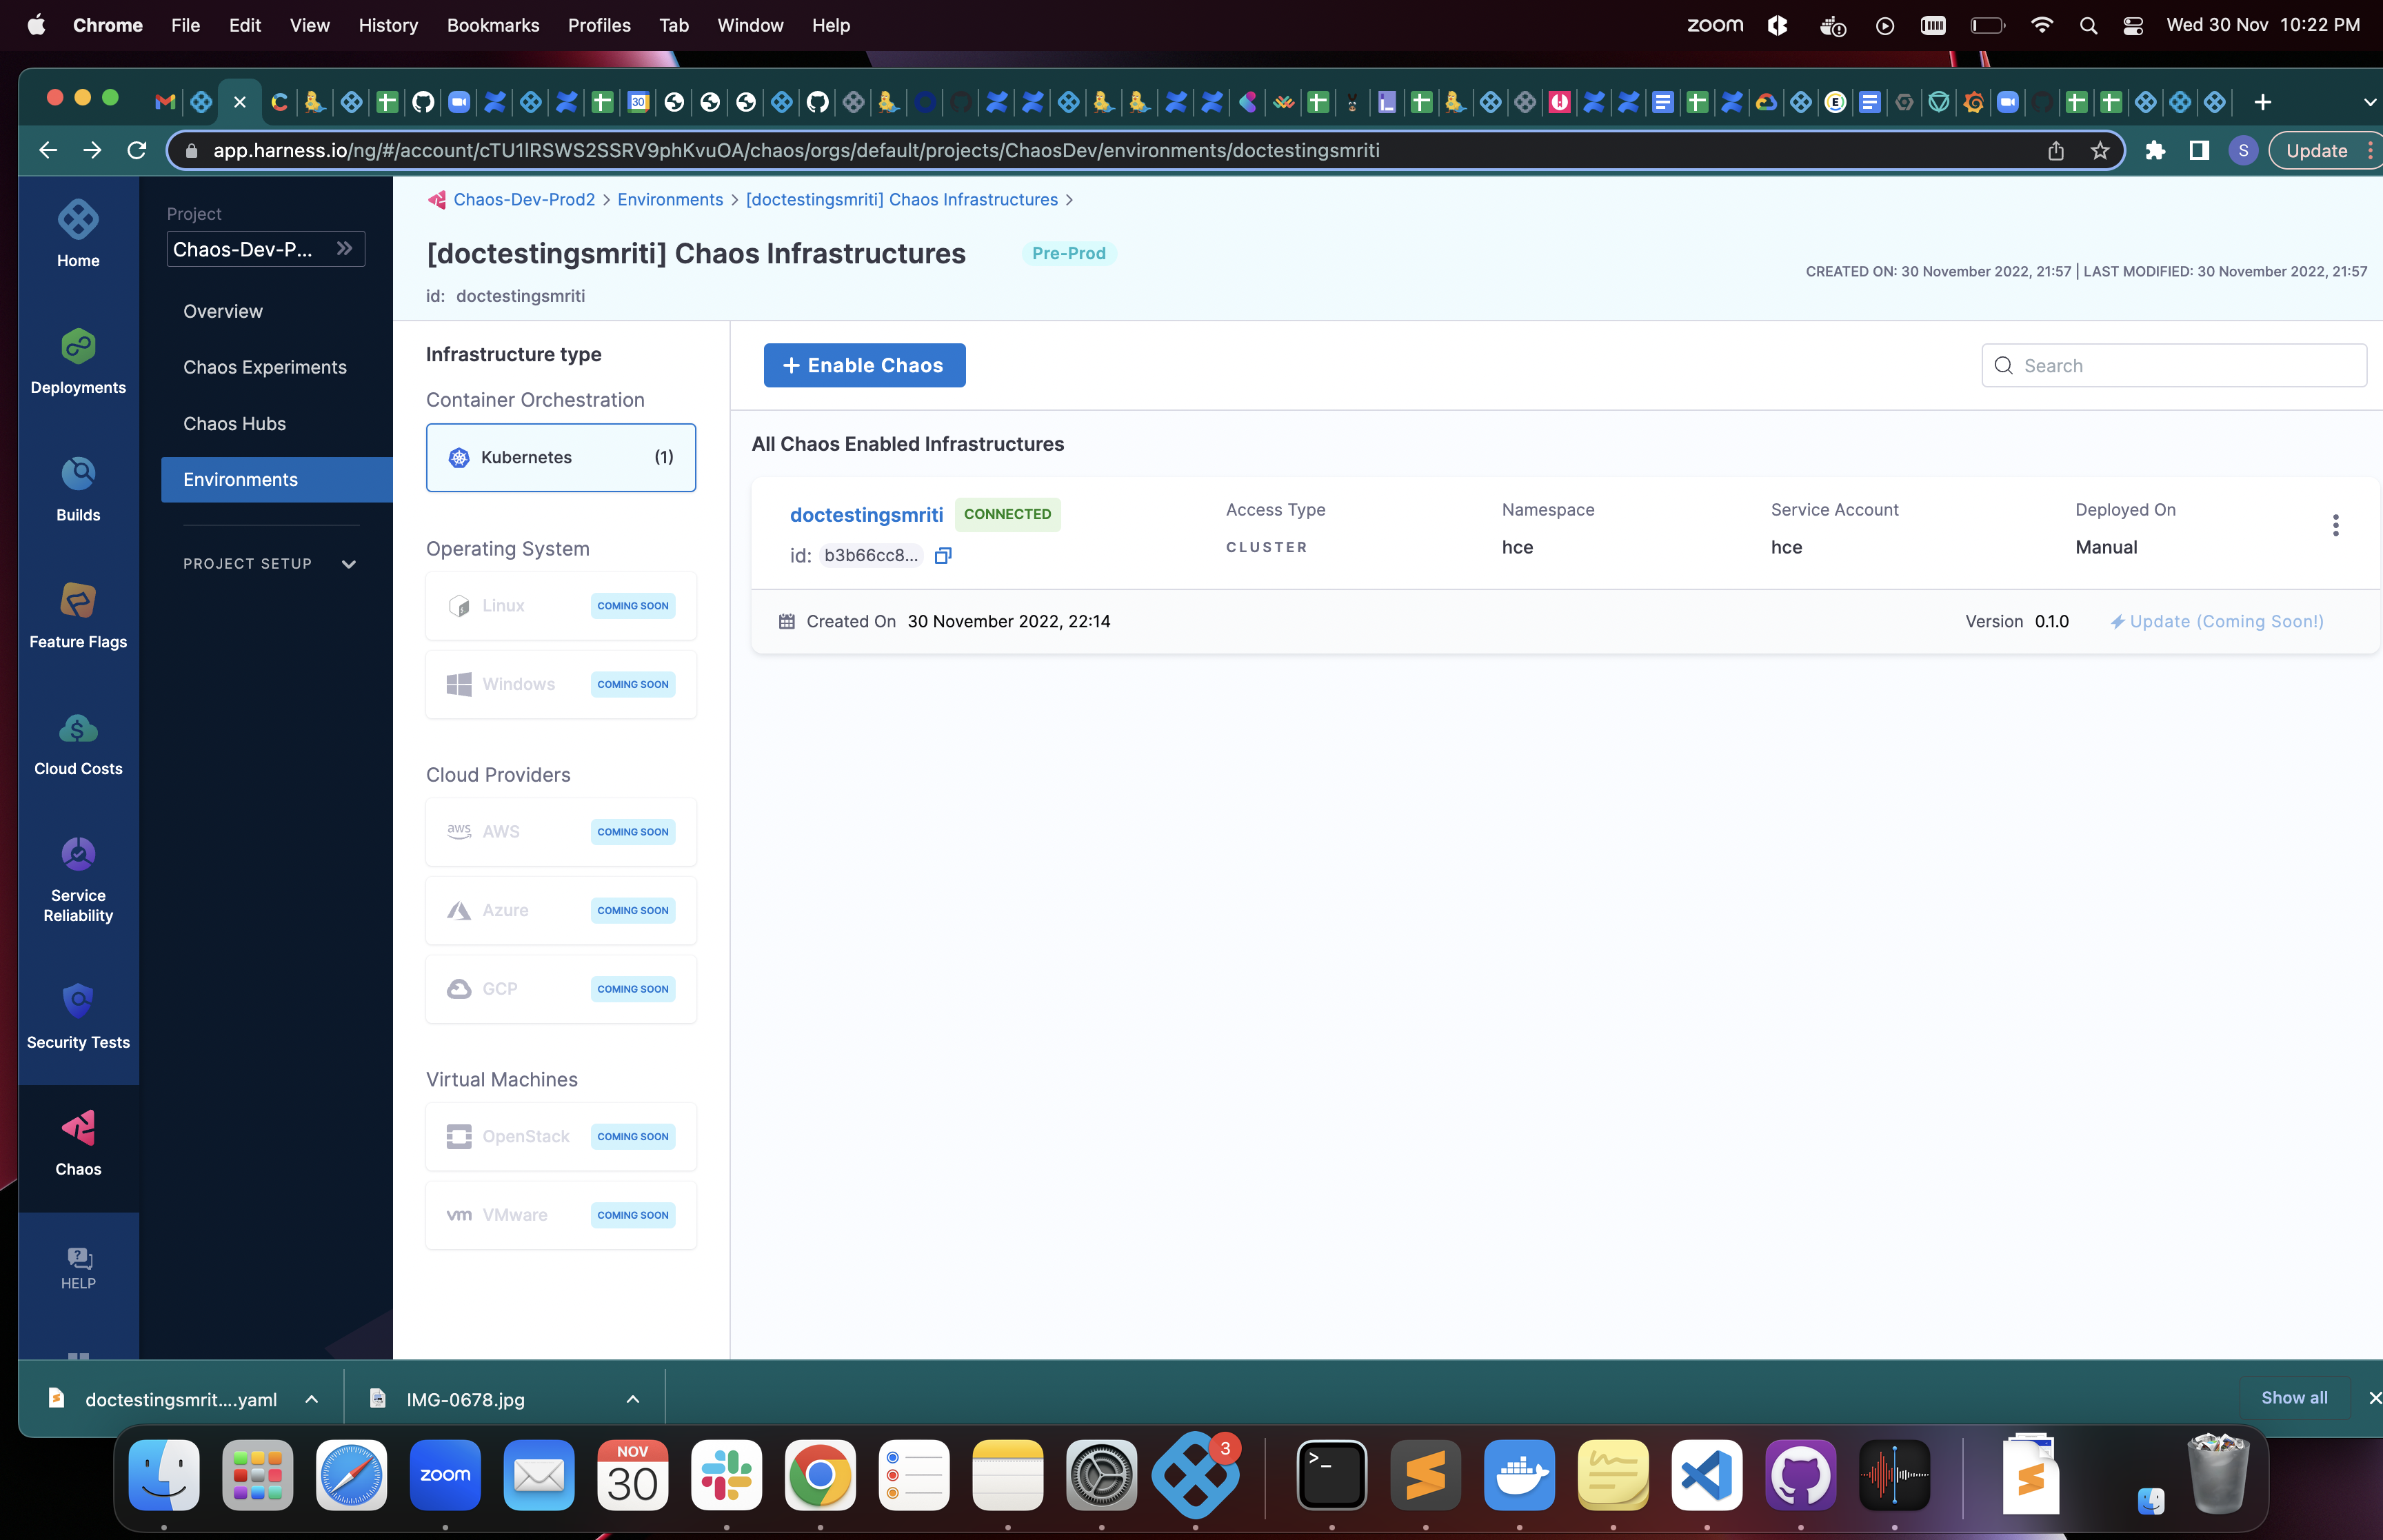 Chrome File Edit View History Bookmarks Profiles Tab Window Help
zoom Wed 30 Nov 10:22 PM
app.harness.io/ng/#/account/cTU1lRSWS2SSRV9phKvuOA/chaos/orgs/default/projects/ChaosDev/environments/doctestingsmriti
S Update
Home
Deployments
Builds
Feature Flags
Cloud Costs
Service
Reliability
Security Tests
Chaos
HELP
Project
Chaos-Dev-P...
Overview
Chaos Experiments
Chaos Hubs
Environments
PROJECT SETUP
Chaos-Dev-Prod2 > Environments > [doctestingsmriti] Chaos Infrastructures >
[doctestingsmriti] Chaos Infrastructures Pre-Prod
CREATED ON: 30 November 2022, 21:57 | LAST MODIFIED: 30 November 2022, 21:57
id: doctestingsmriti
Infrastructure type
Container Orchestration
Kubernetes (1)
Operating System
Linux COMING SOON
Windows COMING SOON
Cloud Providers
aws AWS COMING SOON
Azure COMING SOON
GCP COMING SOON
Virtual Machines
OpenStack COMING SOON
vm VMware COMING SOON
+ Enable Chaos
Search
All Chaos Enabled Infrastructures
doctestingsmriti CONNECTED
id: b3b66cc8...
Access Type
CLUSTER
Namespace
hce
Service Account
hce
Deployed On
Manual
Created On 30 November 2022, 22:14
Version 0.1.0 Update (Coming Soon!)
doctestingsmrit....yaml IMG-0678.jpg Show all
zoom
NOV
30
3